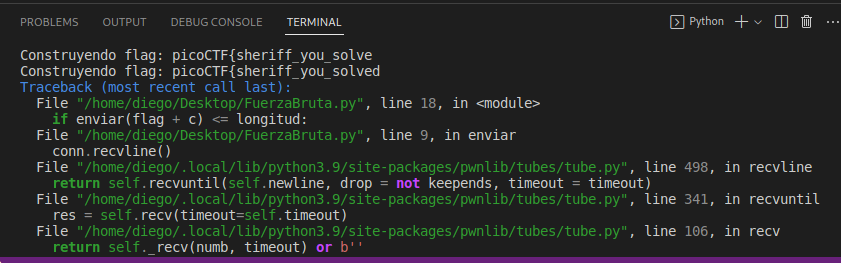 PROBLEMS OUTPUT DEBUG CONSOLE TERMINAL Python
Construyendo flag: picoCTF{sheriff_you_solve
Construyendo flag: picoCTF{sheriff_you_solved
Traceback (most recent call last):
  File "/home/diego/Desktop/FuerzaBruta.py", line 18, in <module>
    if enviar(flag + c) <= longitud:
  File "/home/diego/Desktop/FuerzaBruta.py", line 9, in enviar
    conn.recvline()
  File "/home/diego/.local/lib/python3.9/site-packages/pwnlib/tubes/tube.py", line 498, in recvline
    return self.recvuntil(self.newline, drop = not keepends, timeout = timeout)
  File "/home/diego/.local/lib/python3.9/site-packages/pwnlib/tubes/tube.py", line 341, in recvuntil
    res = self.recv(timeout=self.timeout)
  File "/home/diego/.local/lib/python3.9/site-packages/pwnlib/tubes/tube.py", line 106, in recv
    return self._recv(numb, timeout) or b''